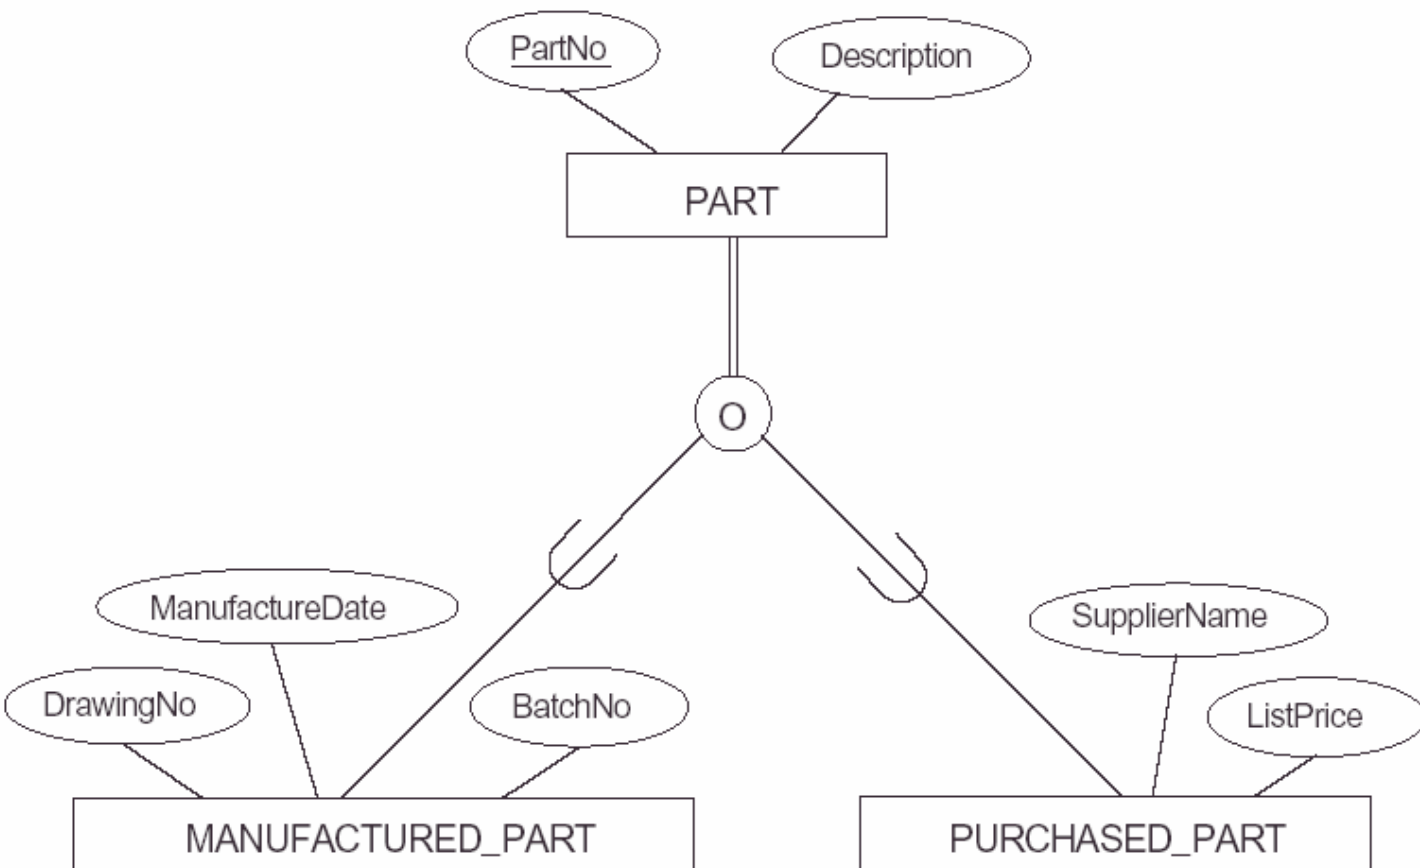 PartNo
Description
PART
O
ManufactureDate
SupplierName
DrawingNo
BatchNo
ListPrice
MANUFACTURED_PART
PURCHASED_PART